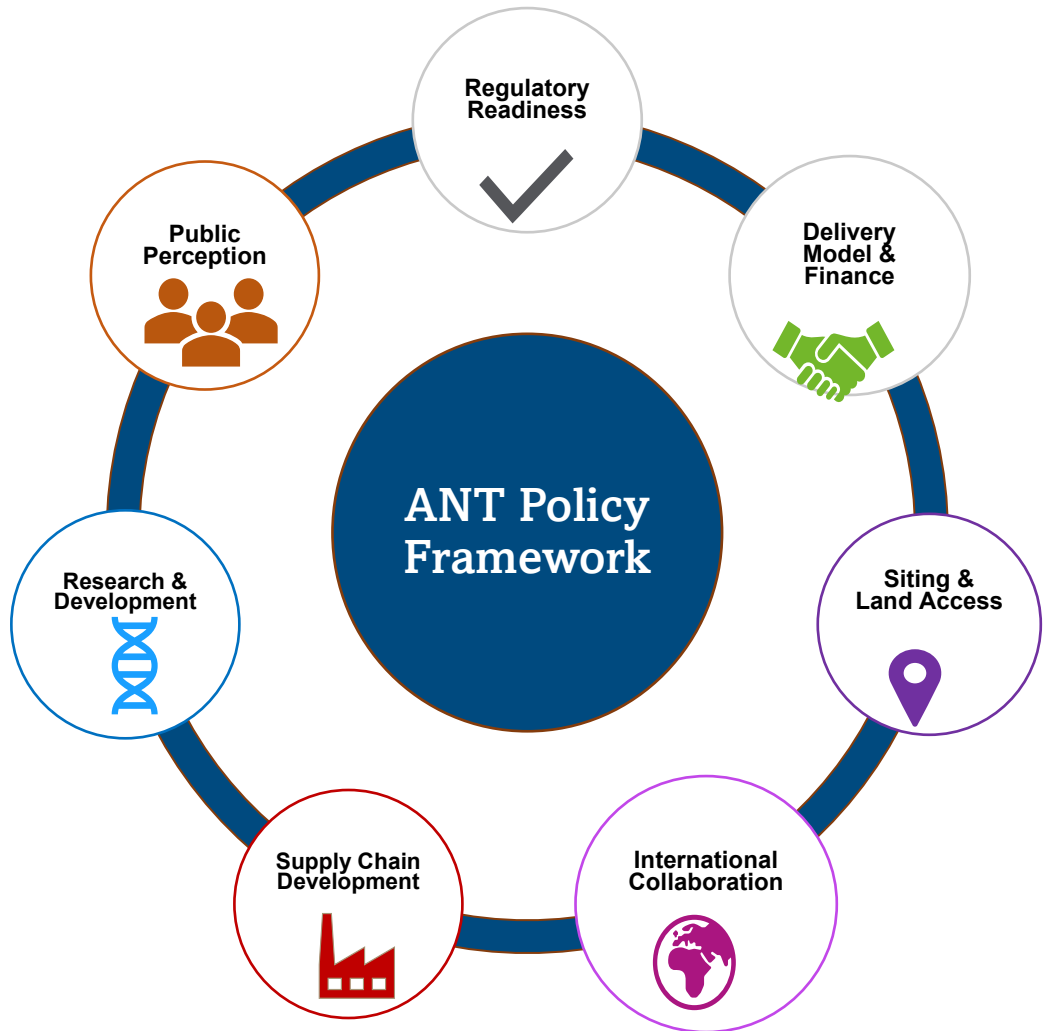 Regulatory
Readiness
Delivery
Model &
Finance
Siting &
Land Access
International
Collaboration
Supply Chain
Development
Research &
Development
Public
Perception
ANT Policy
Framework